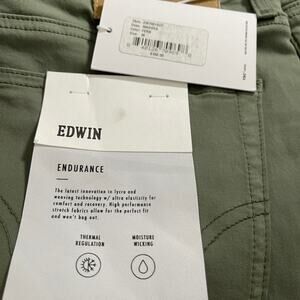 EDWIN
ENDURANCE
The latest innovation in lycra and
weaving technology w/ ultra elasticity for
comfort and recovery. High performance
stretch fabrics allow for the perfect fit
and won't bag out.
THERMAL
REGULATION
MOISTURE
WICKING